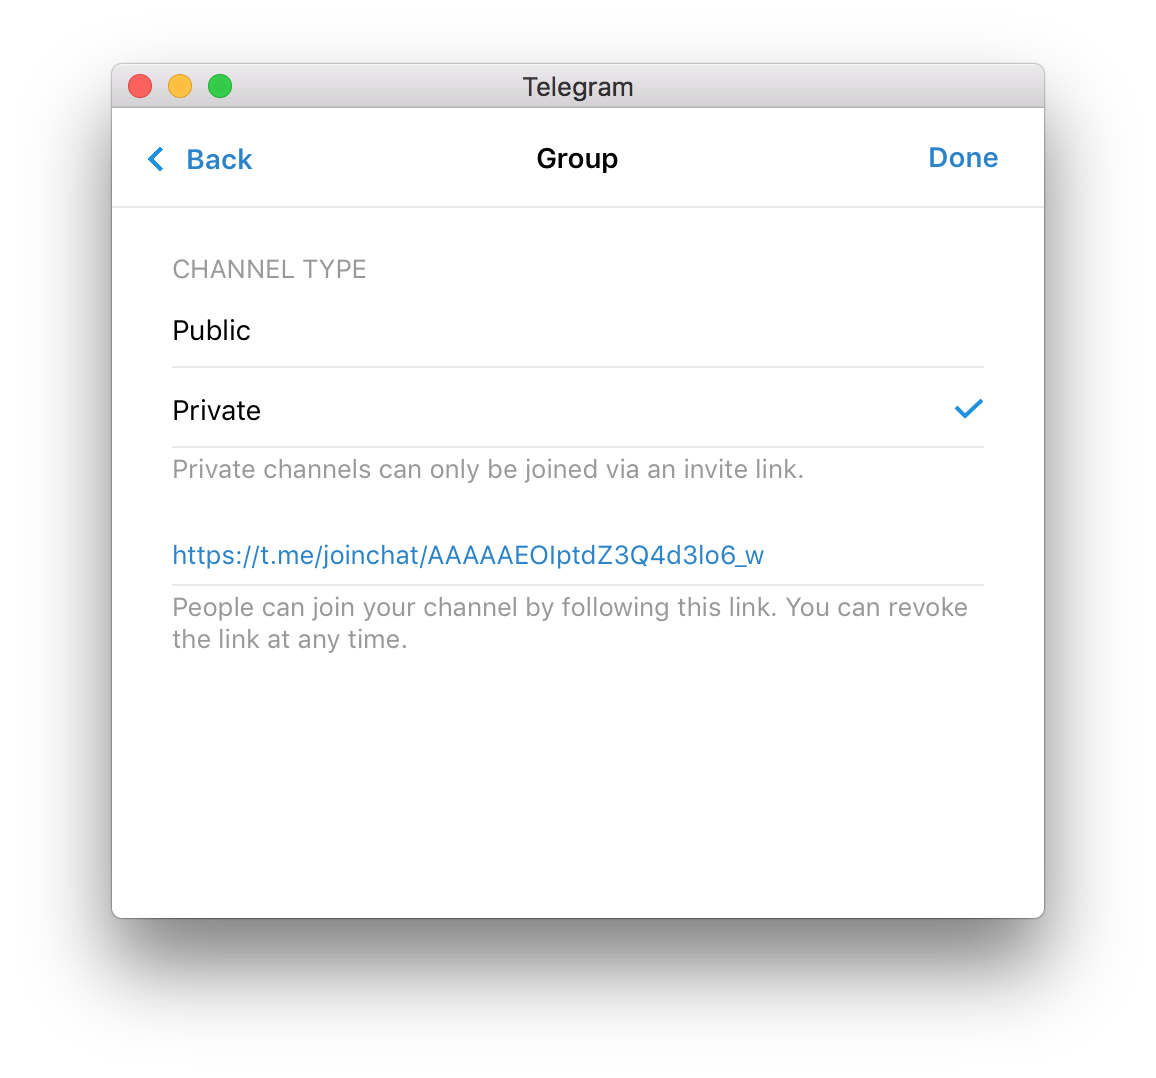 Telegram
Back
Group
Done
CHANNEL TYPE
Public
Private
Private channels can only be joined via an invite link.
https://t.me/joinchat/AAAAAEOIptdZ3Q4d3lo6_w
People can join your channel by following this link. You can revoke
the link at any time.